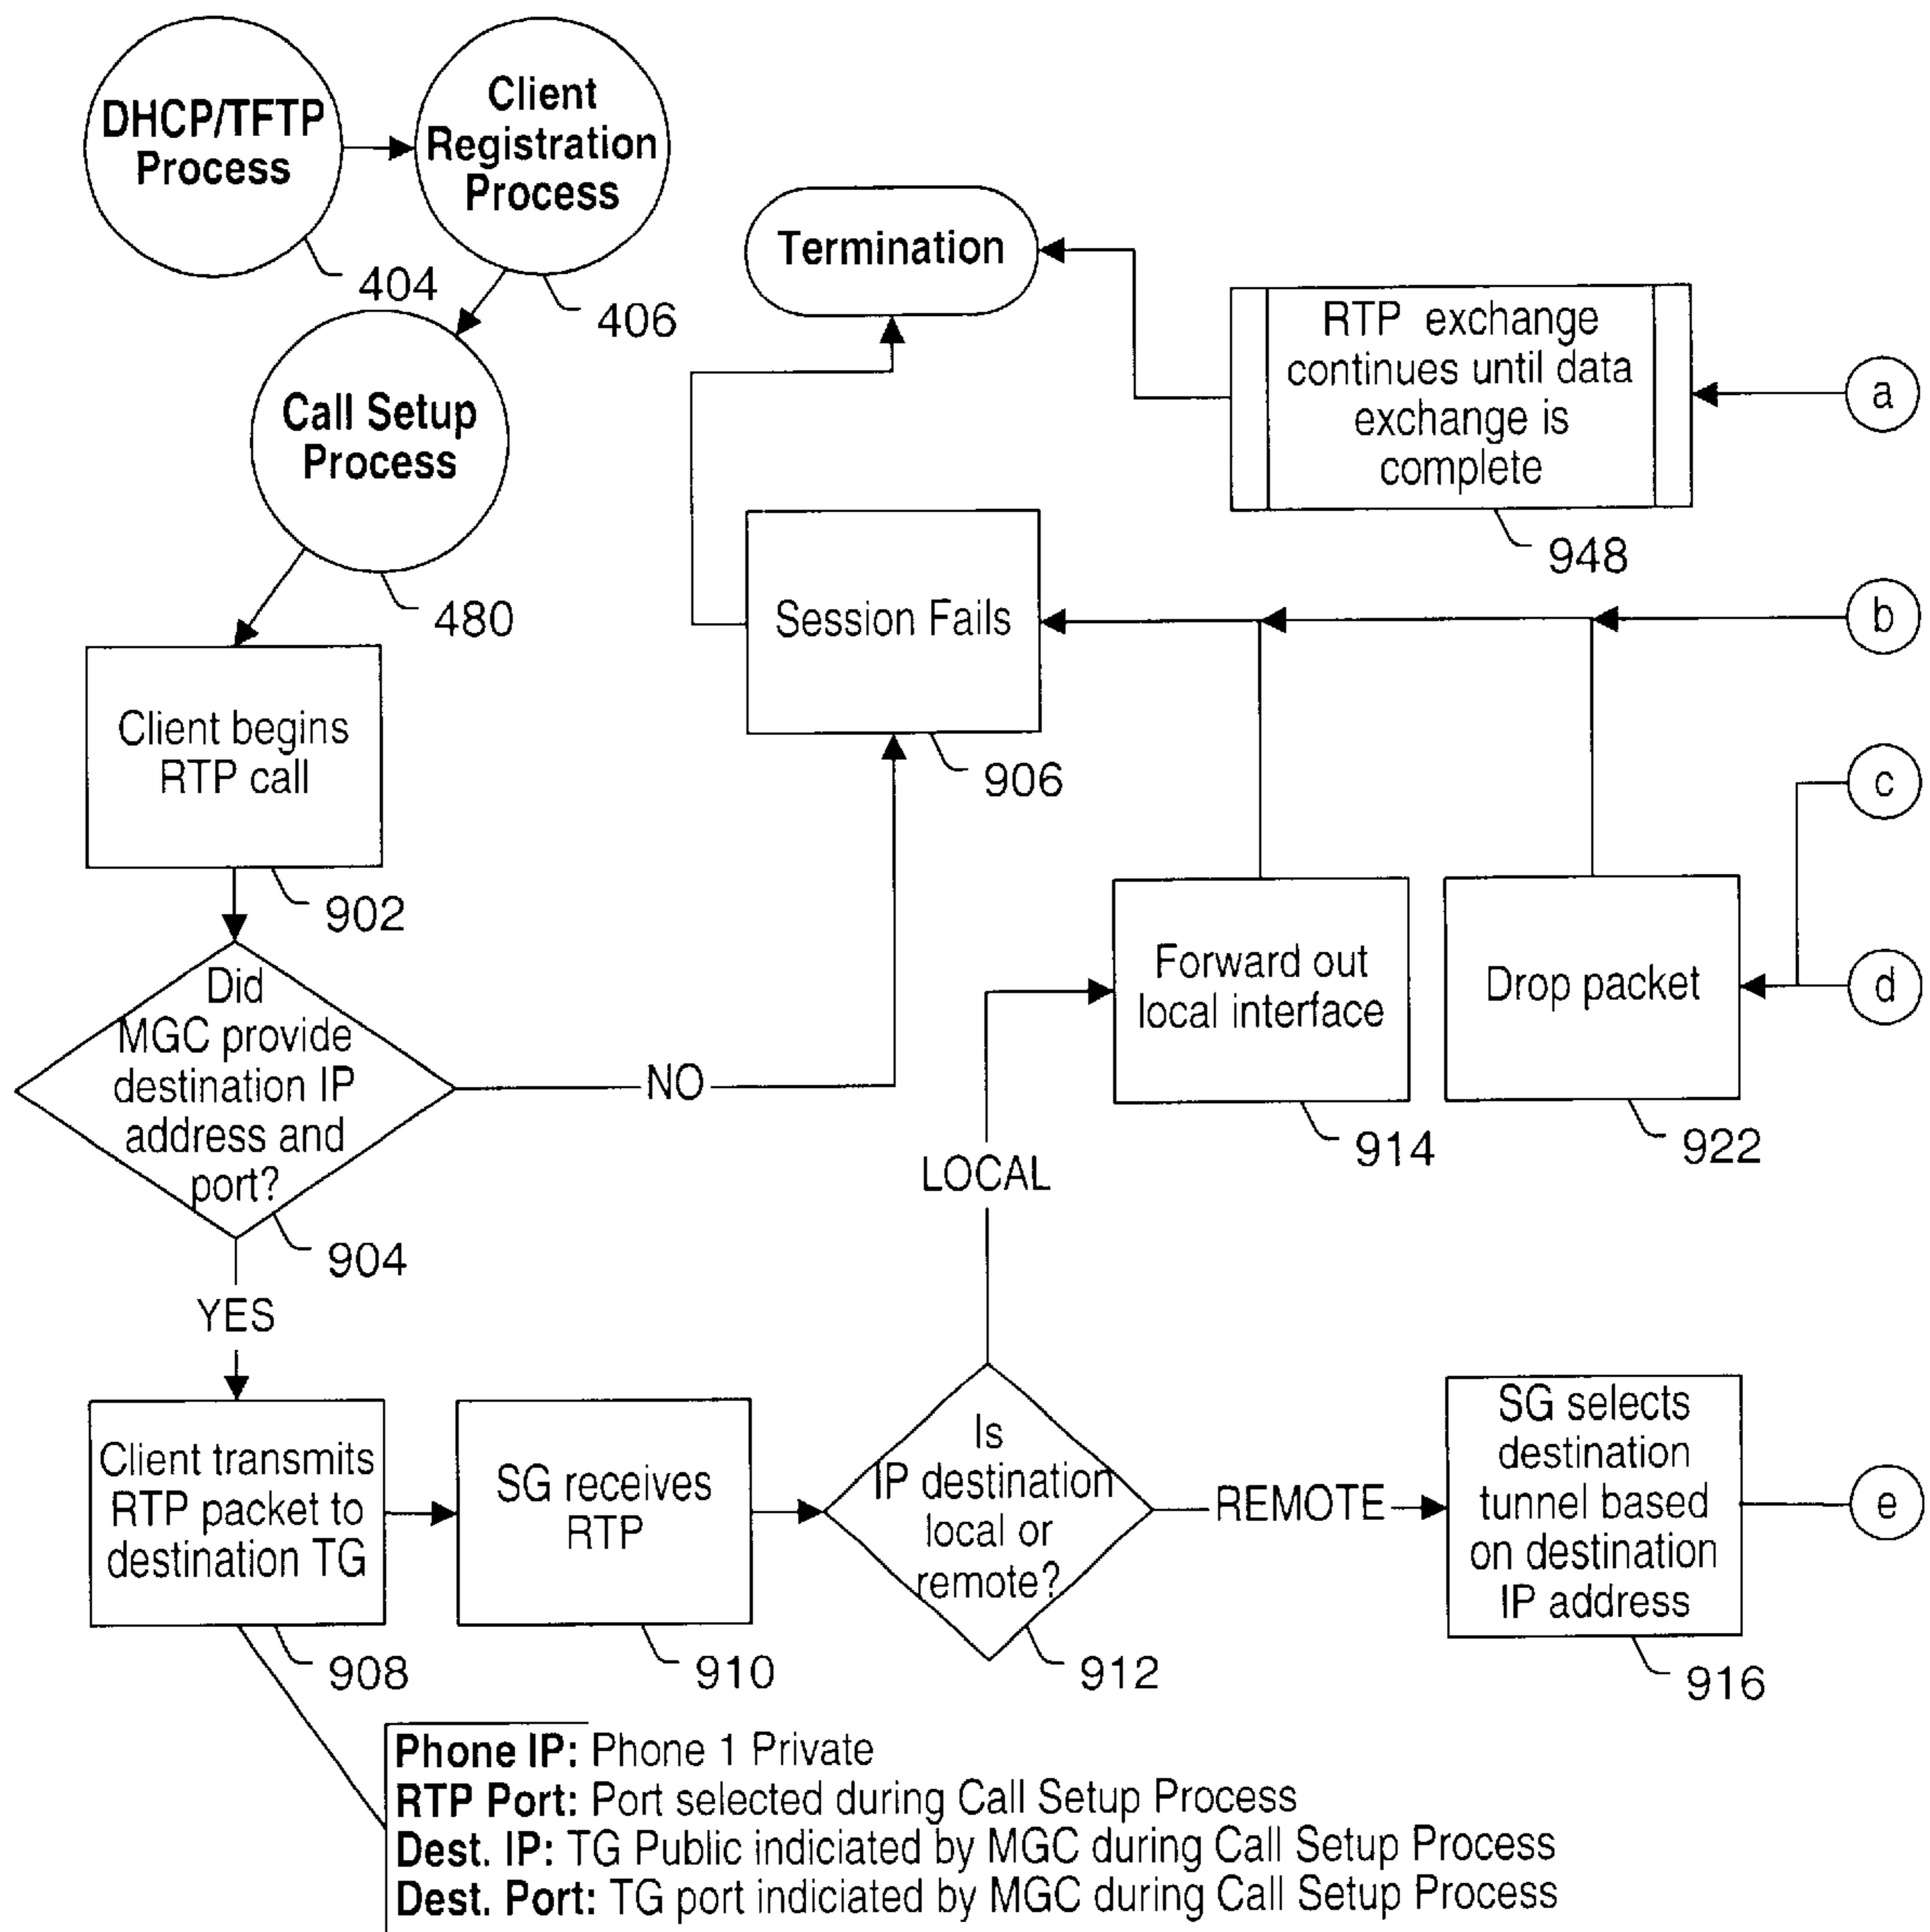 DHCP/TFTP
Process
404
Client
Registration
Process
406
Call Setup
Process
480
Termination
RTP exchange
continues until data
exchange is
complete
948
a
Session Fails
906
b
c
d
Client begins
RTP call
902
Did
MGC provide
destination IP
address and
port?
904
NO
YES
Forward out
local interface
914
Drop packet
922
LOCAL
Client transmits
RTP packet to
destination TG
908
SG receives
RTP
910
Is
IP destination
local or
remote?
912
REMOTE
SG selects
destination
tunnel based
on destination
IP address
916
e
Phone IP: Phone 1 Private
RTP Port: Port selected during Call Setup Process
Dest. IP: TG Public indiciated by MGC during Call Setup Process
Dest. Port: TG port indiciated by MGC during Call Setup Process